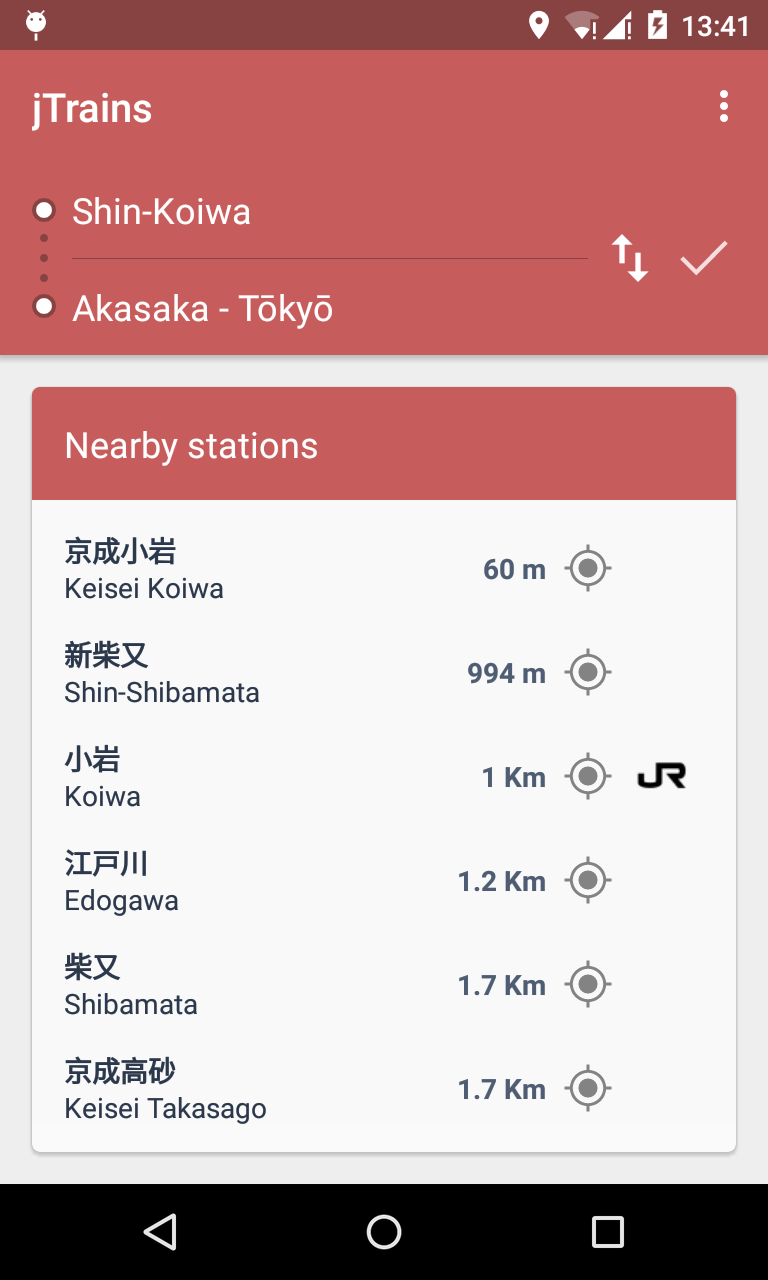 13:41
jTrains
Shin-Koiwa
Akasaka - Tōkyō
Nearby stations
京成小岩
Keisei Koiwa
60 m
新柴又
Shin-Shibamata
994 m
小岩
Koiwa
1 Km
JR
江戸川
Edogawa
1.2 Km
柴又
Shibamata
1.7 Km
京成高砂
Keisei Takasago
1.7 Km